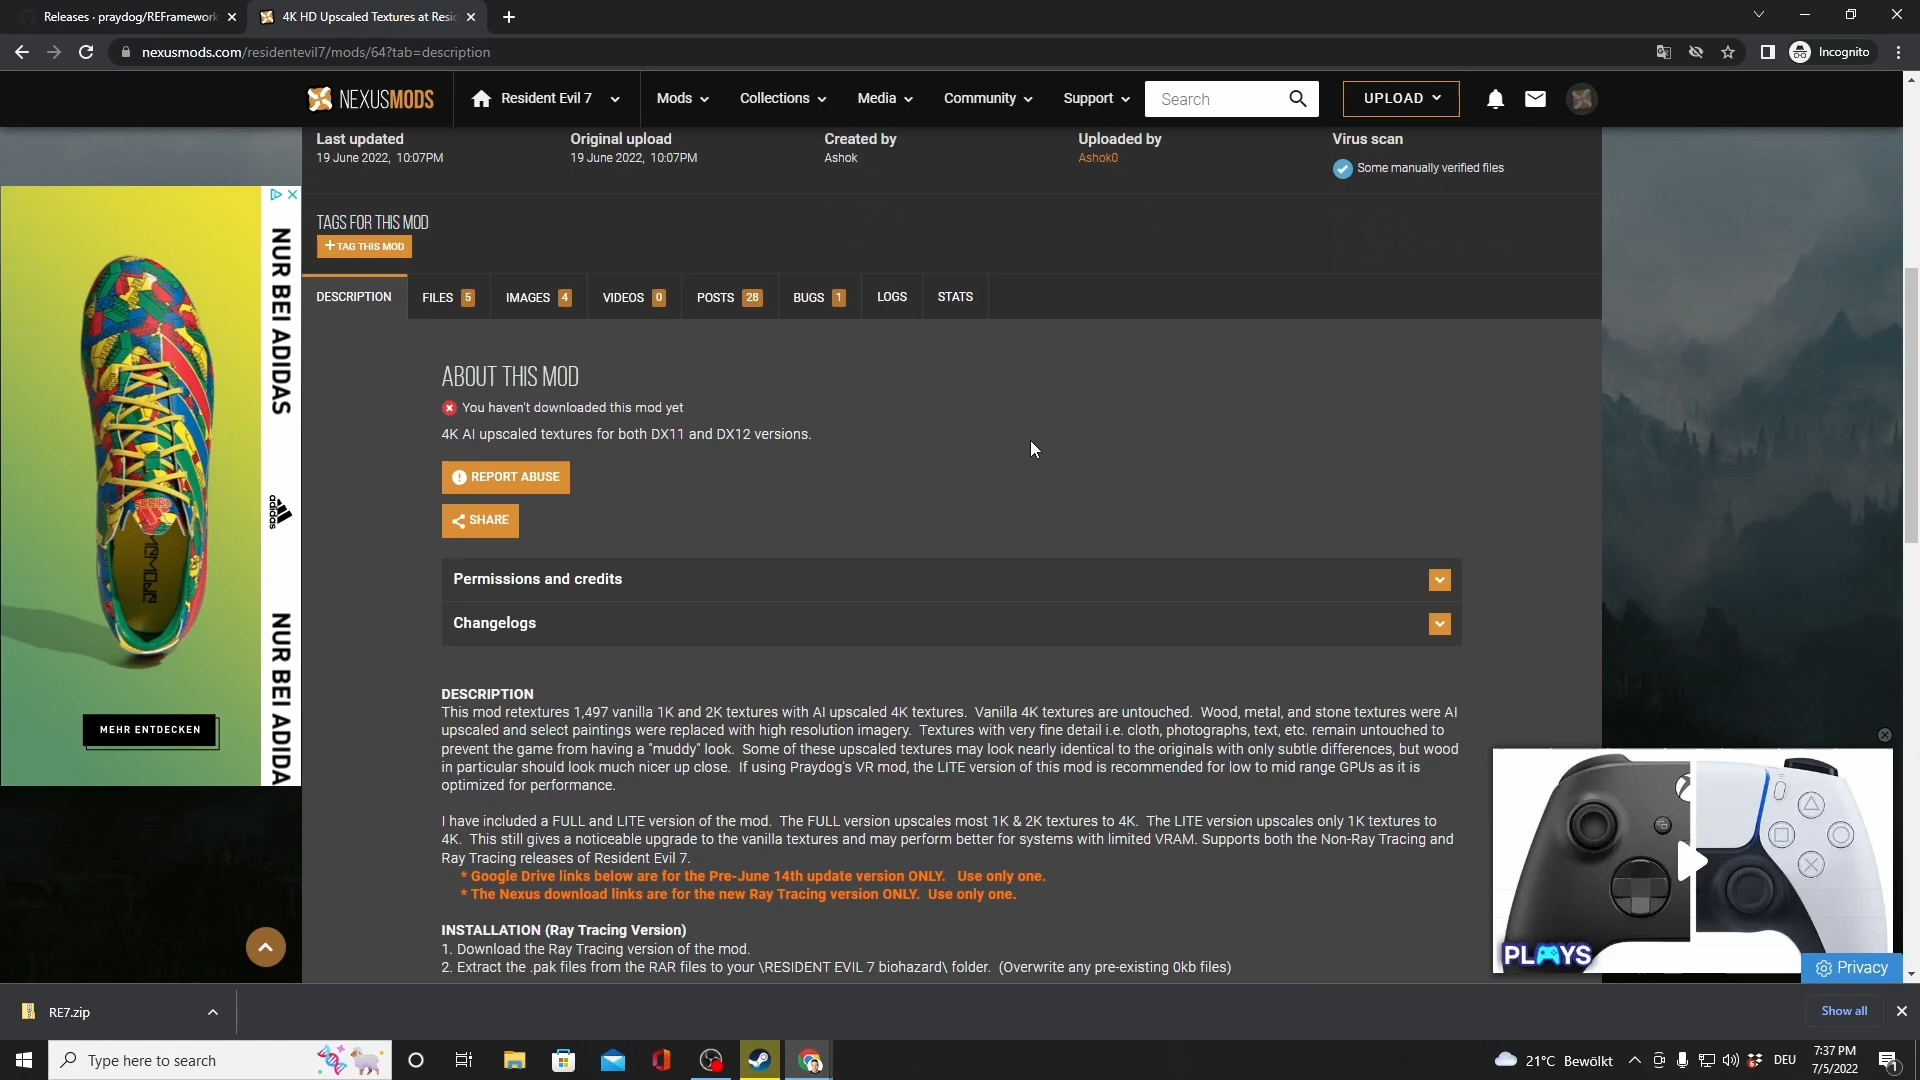 Releases · praydog/REFramework
4K HD Upscaled Textures at Resid
nexusmods.com/residentevil7/mods/64?tab=description
Incognito
NEXUSMODS
Resident Evil 7
Mods
Collections
Media
Community
Support
Search
UPLOAD
Last updated
19 June 2022, 10:07PM
Original upload
19 June 2022, 10:07PM
Created by
Ashok
Uploaded by
Ashok0
Virus scan
Some manually verified files
TAGS FOR THIS MOD
+ TAG THIS MOD
DESCRIPTION
FILES 5
IMAGES 4
VIDEOS 0
POSTS 28
BUGS 1
LOGS
STATS
ABOUT THIS MOD
You haven't downloaded this mod yet
4K AI upscaled textures for both DX11 and DX12 versions.
REPORT ABUSE
SHARE
Permissions and credits
Changelogs
DESCRIPTION
This mod retextures 1,497 vanilla 1K and 2K textures with AI upscaled 4K textures. Vanilla 4K textures are untouched. Wood, metal, and stone textures were AI
upscaled and select paintings were replaced with high resolution imagery. Textures with very fine detail i.e. cloth, photographs, text, etc. remain untouched to
prevent the game from having a "muddy" look. Some of these upscaled textures may look nearly identical to the originals with only subtle differences, but wood
in particular should look much nicer up close. If using Praydog's VR mod, the LITE version of this mod is recommended for low to mid range GPUs as it is
optimized for performance.
I have included a FULL and LITE version of the mod. The FULL version upscales most 1K & 2K textures to 4K. The LITE version upscales only 1K textures to
4K. This still gives a noticeable upgrade to the vanilla textures and may perform better for systems with limited VRAM. Supports both the Non-Ray Tracing and
Ray Tracing releases of Resident Evil 7.
* Google Drive links below are for the Pre-June 14th update version ONLY. Use only one.
* The Nexus download links are for the new Ray Tracing version ONLY. Use only one.
INSTALLATION (Ray Tracing Version)
1. Download the Ray Tracing version of the mod.
2. Extract the .pak files from the RAR files to your \RESIDENT EVIL 7 biohazard\ folder. (Overwrite any pre-existing 0kb files)
NUR BEI ADIDAS
adidas
NUR BEI ADIDA
MEHR ENTDECKEN
PLAYS
Privacy
RE7.zip
Show all
Type here to search
21°C Bewölkt
DEU
7:37 PM
7/5/2022
1